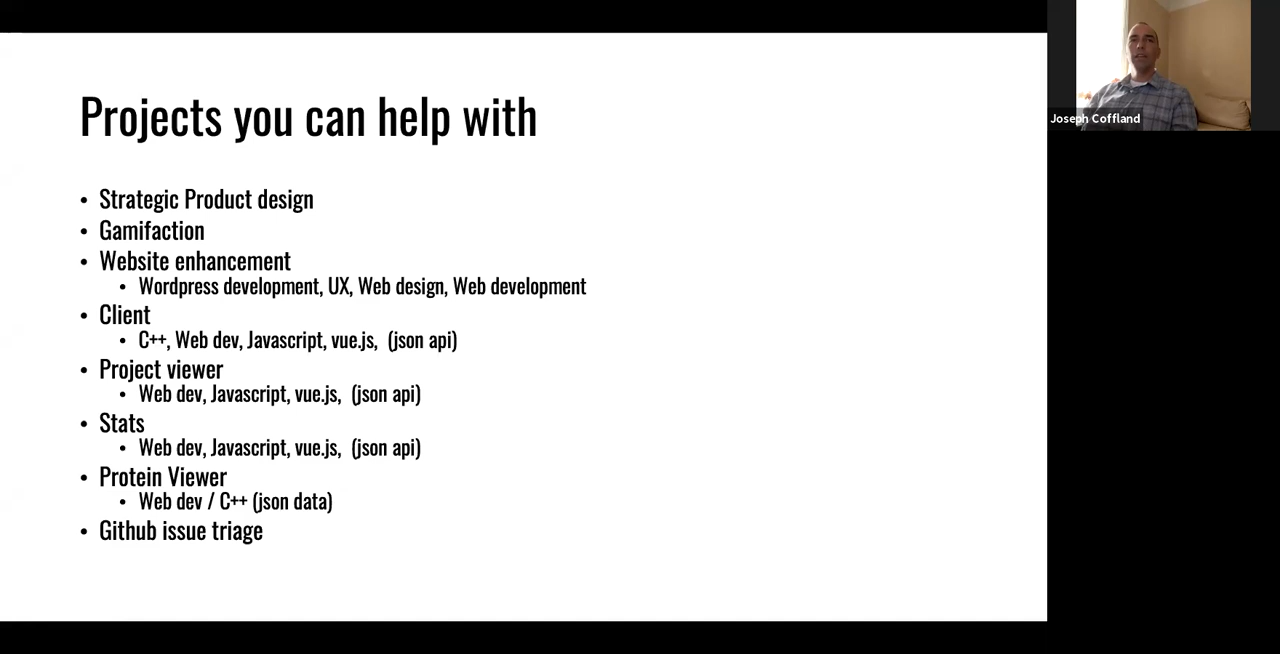 Projects you can help with
• Strategic Product design
• Gamifaction
• Website enhancement
• Wordpress development, UX, Web design, Web development
• Client
• C++, Web dev, Javascript, vue.js,  (json api)
• Project viewer
• Web dev, Javascript, vue.js,  (json api)
• Stats
• Web dev, Javascript, vue.js,  (json api)
• Protein Viewer
• Web dev / C++ (json data)
• Github issue triage
Joseph Coffland